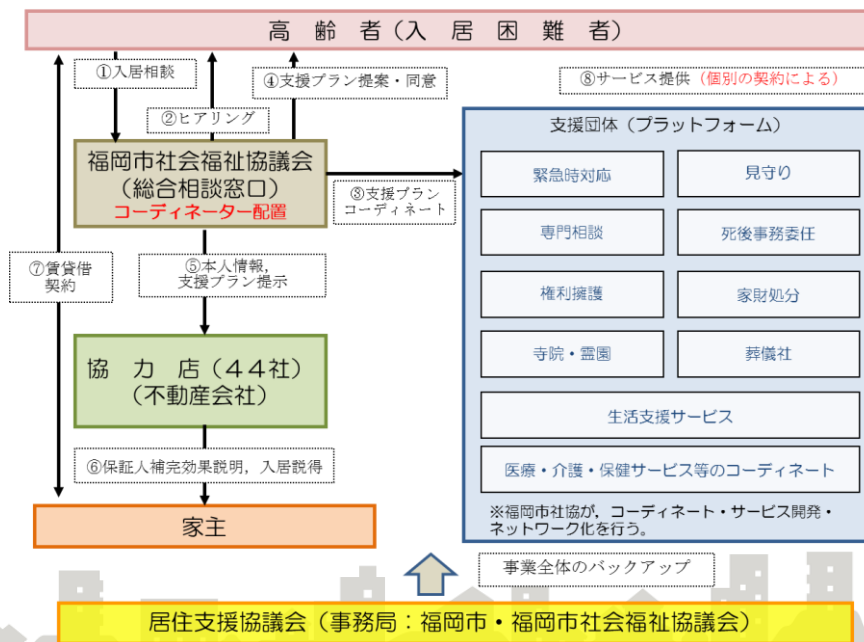 高齢者(入居困難者)
①入居相談
②ヒアリング
④支援プラン提案・同意
⑧サービス提供(個別の契約による)
福岡市社会福祉協議会
(総合相談窓口)
コーディネーター配置
③支援プラン
コーディネート
支援団体(プラットフォーム)
緊急時対応
見守り
専門相談
死後事務委任
権利擁護
家財処分
寺院・霊園
葬儀社
生活支援サービス
医療・介護・保健サービス等のコーディネート
※福岡市社協が,コーディネート・サービス開発・
ネットワーク化を行う。
⑦賃貸借
契約
⑤本人情報,
支援プラン提示
協力店(44社)
(不動産会社)
⑥保証人補完効果説明,入居説得
家主
事業全体のバックアップ
居住支援協議会(事務局:福岡市・福岡市社会福祉協議会)